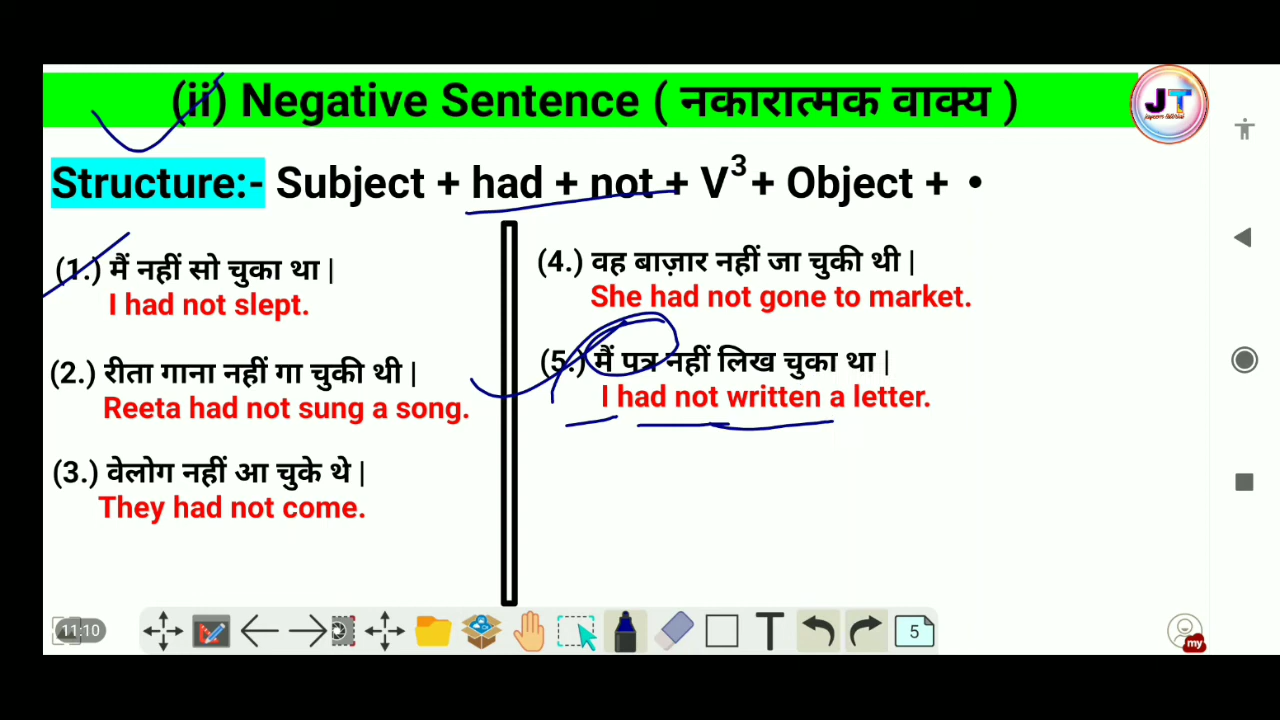 (ii) Negative Sentence ( नकारात्मक वाक्य )
JT
Structure:- Subject + had + not + V³ + Object + •
(1.) मैं नहीं सो चुका था |
I had not slept.
(2.) रीता गाना नहीं गा चुकी थी |
Reeta had not sung a song.
(3.) वेलोग नहीं आ चुके थे |
They had not come.
(4.) वह बाज़ार नहीं जा चुकी थी |
She had not gone to market.
(5.) मैं पत्र नहीं लिख चुका था |
I had not written a letter.
11:10
T
5
my